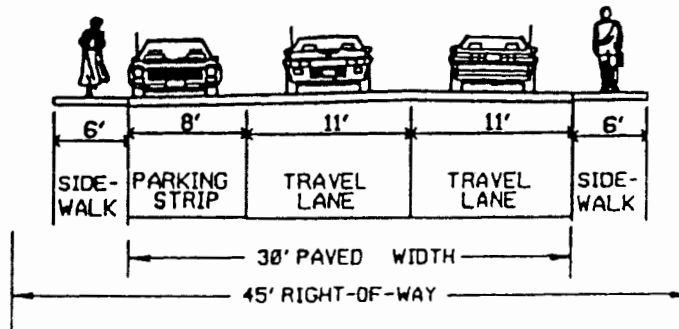 6' 8' 11' 11' 6'
SIDE- PARKING TRAVEL TRAVEL SIDE-
WALK STRIP LANE LANE WALK
30' PAVED WIDTH
45' RIGHT-OF-WAY